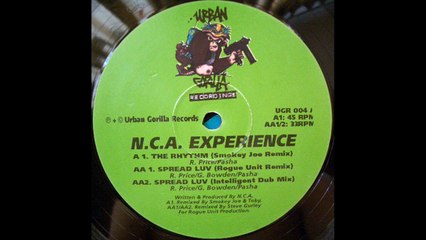 URBAN
GORILLA
RECORDINGS
℗ + © Urban Gorilla Records
UGR 004
A1: 45 RPM
AA1/2: 33RPM
N.C.A. EXPERIENCE
A 1. THE RHYTHM (Smokey Joe Remix)
R. Price/Pasha
AA 1. SPREAD LUV (Rogue Unit Remix)
R. Price/G. Bowden/Pasha
AA2. SPREAD LUV (Intelligent Dub Mix)
R. Price/G. Bowden/Pasha
Written & Produced By N.C.A.
A1. Remixed By Smokey Joe & Toby.
AA1/AA2. Remixed By Steve Gurley
For Rogue Unit Production